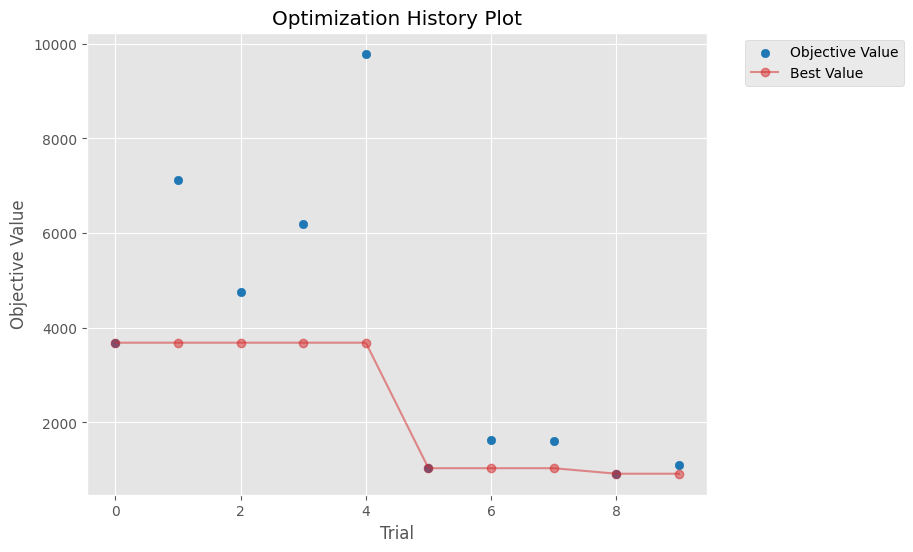 Optimization History Plot
Objective Value
Best Value
10000
8000
6000
4000
2000
Objective Value
0 2 4 6 8
Trial